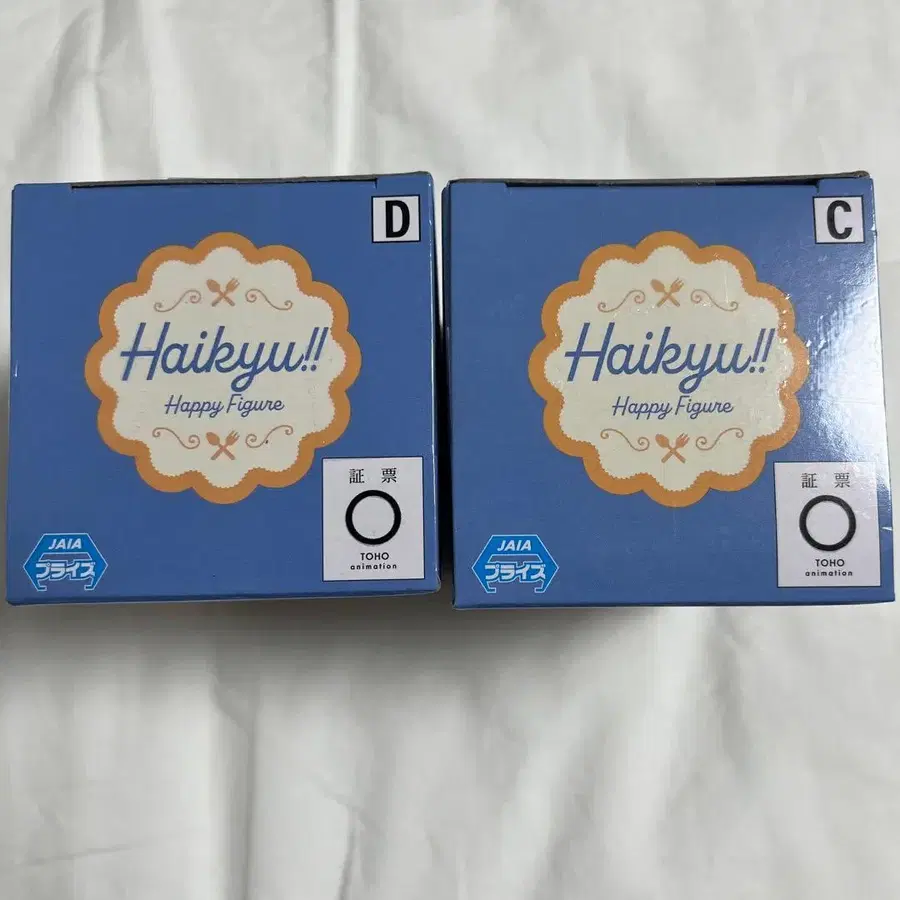 D
Haikyu!!
Happy Figure
証票
TOHO
animation
JAIA
プライズ
C
Haikyu!!
Happy Figure
証票
TOHO
animation
JAIA
プライズ